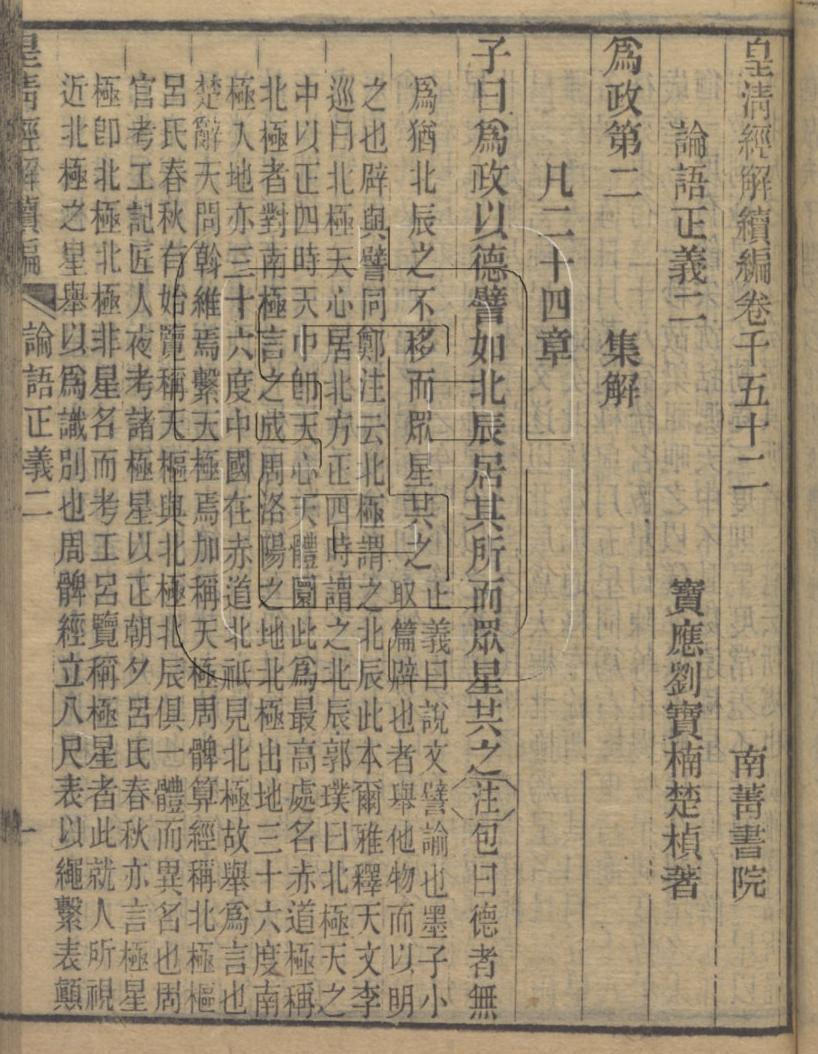 皇清經解續編卷千五十二 南菁書院
論語正義二 寶應劉寶楠楚楨著
爲政第二 集解
凡二十四章
子曰爲政以德譬如北辰居其所而眾星共之注包曰德者無
爲猶北辰之不移而眾星共之
正義曰說文譬諭也墨子小
取篇辟也者舉他物而以明
之也辟與譬同鄭注云北極謂之北辰此本爾雅釋天文李
巡曰北極天心居北方正四時謂之北辰郭璞曰北極天之
中以正四時天中卽天心天體圜此爲最高處名赤道極稱
北極者對南極言之成周洛陽之地北極出地三十六度南
極入地亦三十六度中國在赤道北祇見北極故舉爲言也
楚辭天問斡維焉繫天極焉加稱天極周髀算經稱北極樞
呂氏春秋有始覽稱天樞與北極北辰俱一體而異名也周
官考工記匠人夜考諸極星以正朝夕呂氏春秋亦言極星
極卽北極北極非星名而考工呂覽稱極星者此就人所視
近北極之星舉以爲識別也周髀經立八尺表以繩繫表顚
皇清經解續編 論語正義二 一